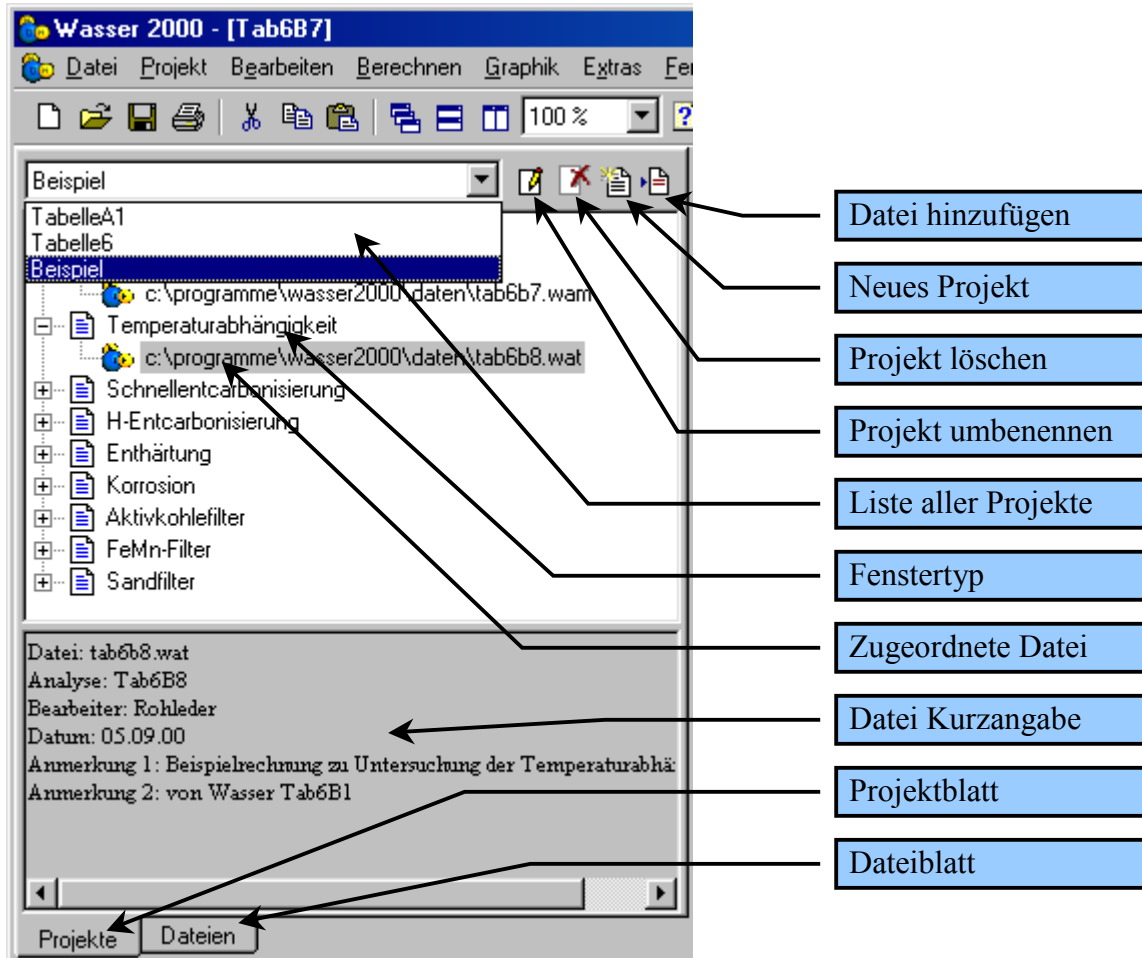 Wasser 2000 - [Tab6B7]
Datei Projekt Bearbeiten Berechnen Graphik Extras Fer
100 %
Beispiel
TabelleA1
Tabelle6
Beispiel
c:\programme\wasser2000\daten\tab6b7.wam
Temperaturabhängigkeit
c:\programme\wasser2000\daten\tab6b8.wat
Schnellentcarbonisierung
H-Entcarbonisierung
Enthärtung
Korrosion
Aktivkohlefilter
FeMn-Filter
Sandfilter
Datei: tab6b8.wat
Analyse: Tab6B8
Bearbeiter: Rohleder
Datum: 05.09.00
Anmerkung 1: Beispielrechnung zu Untersuchung der Temperaturabhä
Anmerkung 2: von Wasser Tab6B1
Projekte Dateien
Datei hinzufügen
Neues Projekt
Projekt löschen
Projekt umbenennen
Liste aller Projekte
Fenstertyp
Zugeordnete Datei
Datei Kurzangabe
Projektblatt
Dateiblatt